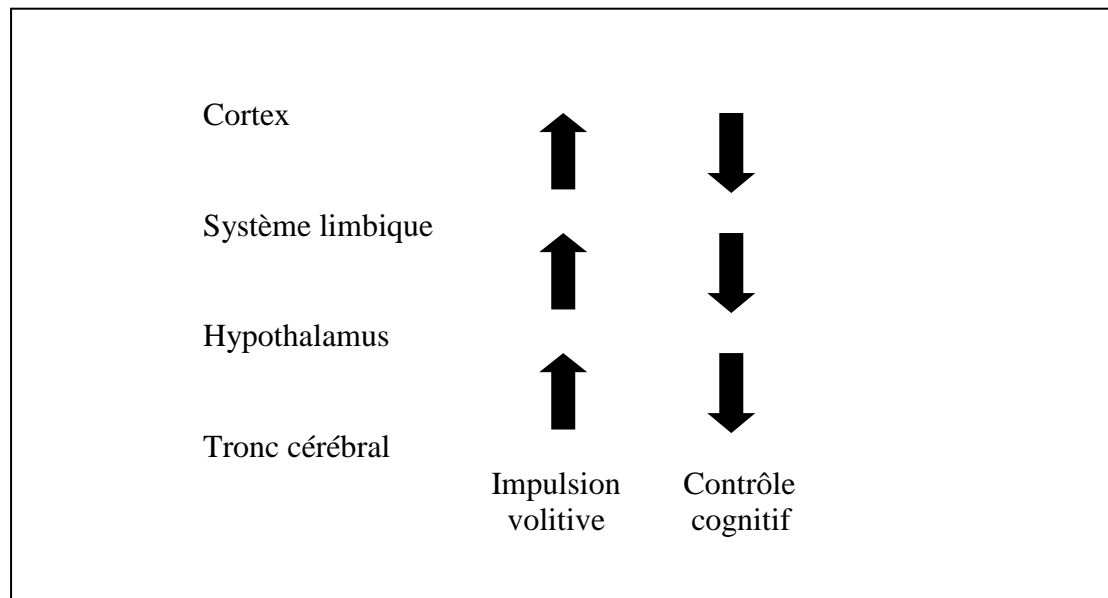 Cortex
Système limbique
Hypothalamus
Tronc cérébral
Impulsion
volitive
Contrôle
cognitif